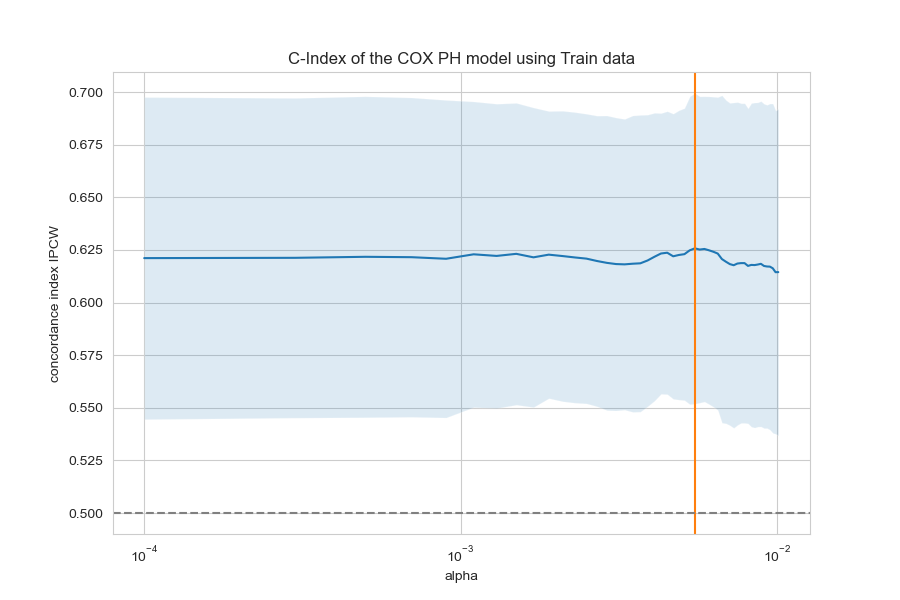 C-Index of the COX PH model using Train data
concordance index IPCW
0.700
0.675
0.650
0.625
0.600
0.575
0.550
0.525
0.500
10⁻⁴ 10⁻³ 10⁻²
alpha